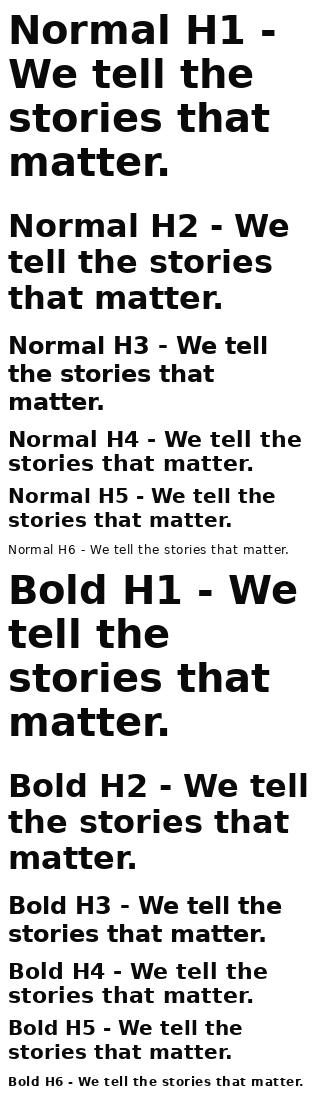 Normal H1 -
We tell the
stories that
matter.
Normal H2 - We
tell the stories
that matter.
Normal H3 - We tell
the stories that
matter.
Normal H4 - We tell the
stories that matter.
Normal H5 - We tell the
stories that matter.
Normal H6 - We tell the stories that matter.
Bold H1 - We
tell the
stories that
matter.
Bold H2 - We tell
the stories that
matter.
Bold H3 - We tell the
stories that matter.
Bold H4 - We tell the
stories that matter.
Bold H5 - We tell the
stories that matter.
Bold H6 - We tell the stories that matter.